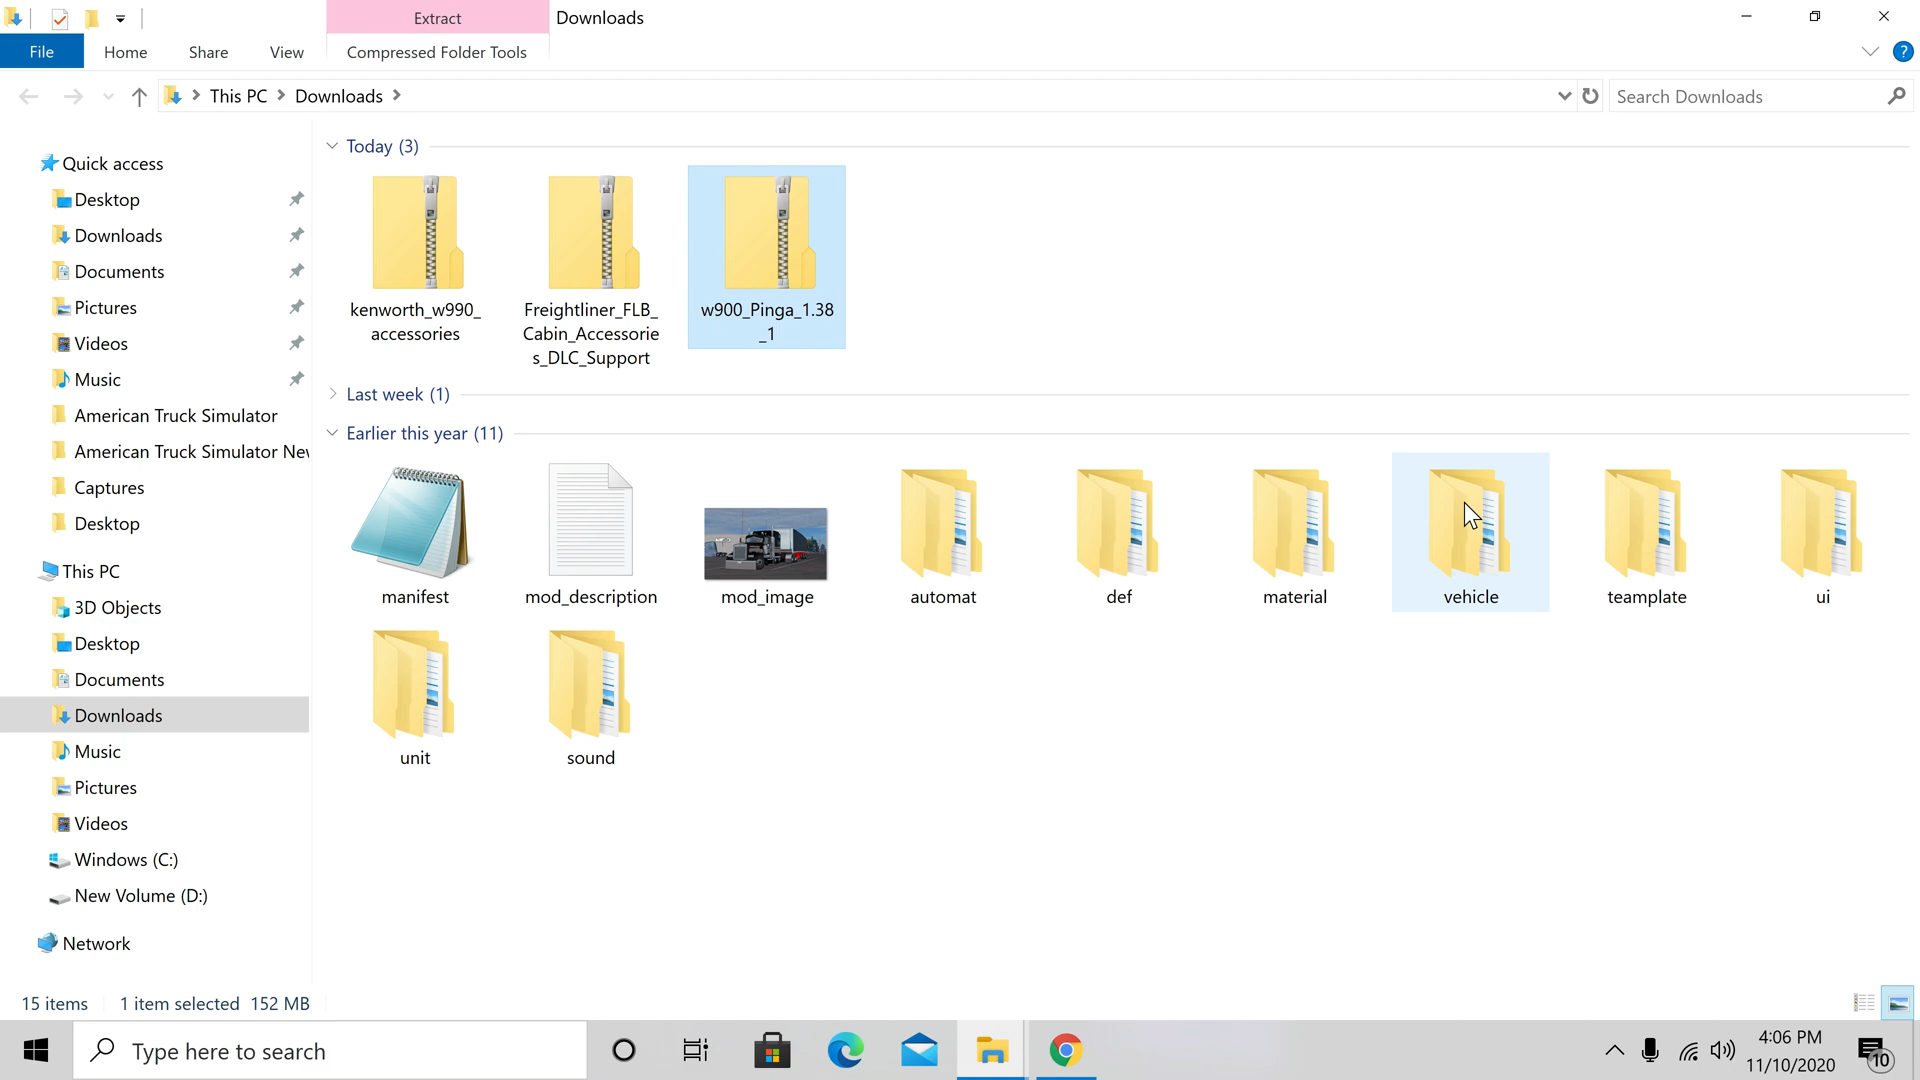 Extract
Downloads
File
Home
Share
View
Compressed Folder Tools
?
This PC
Downloads
Search Downloads
Quick access
Desktop
Downloads
Documents
Pictures
Videos
Music
American Truck Simulator
American Truck Simulator Nev
Captures
Desktop
This PC
3D Objects
Desktop
Documents
Downloads
Music
Pictures
Videos
Windows (C:)
New Volume (D:)
Network
Today (3)
kenworth_w990_
accessories
Freightliner_FLB_
Cabin_Accessorie
s_DLC_Support
w900_Pinga_1.38
_1
Last week (1)
Earlier this year (11)
manifest
mod_description
mod_image
automat
def
material
vehicle
teamplate
ui
unit
sound
15 items
1 item selected 152 MB
Type here to search
4:06 PM
11/10/2020
10